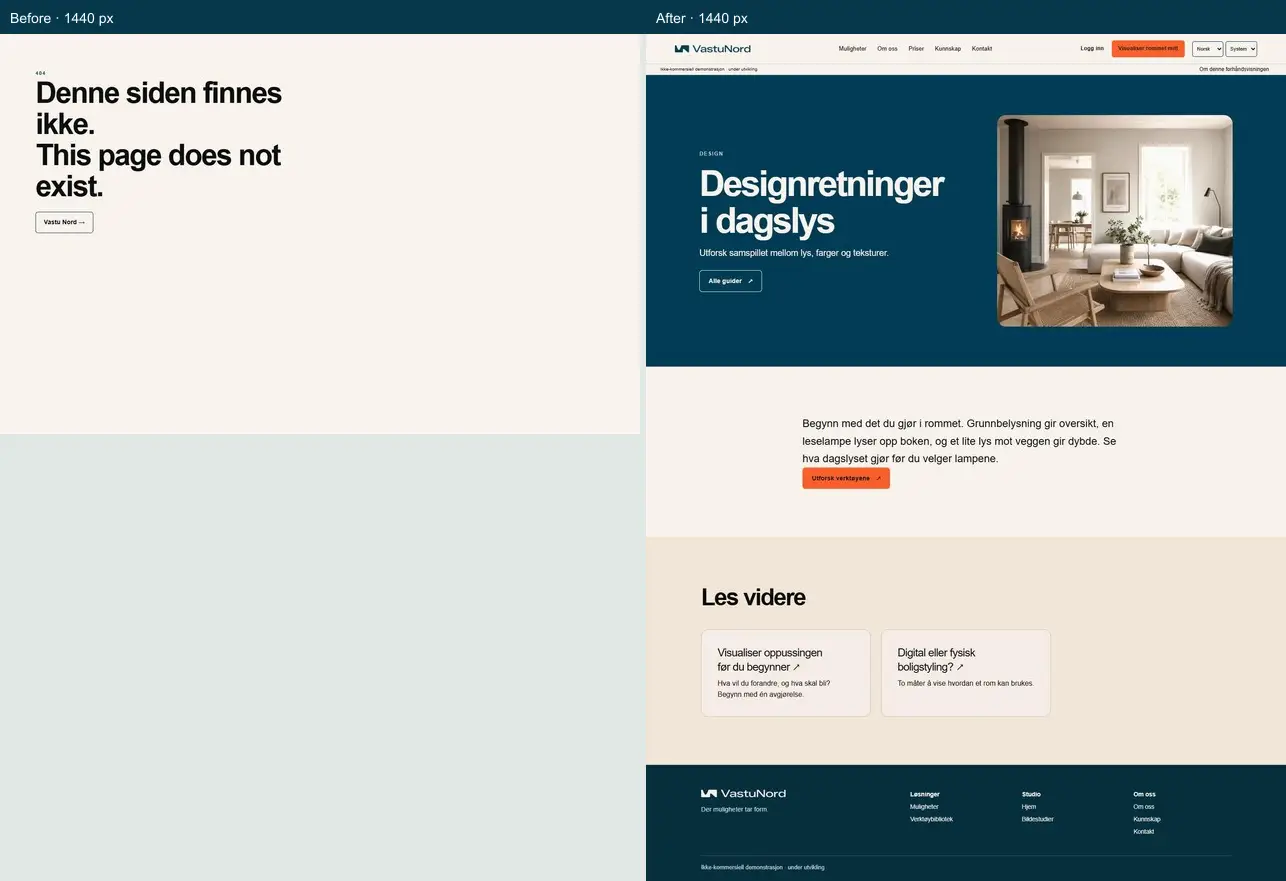 Before · 1440 px
404
Denne siden finnes
ikke.
This page does not
exist.
Vastu Nord →
After · 1440 px
VastuNord
Muligheter Om oss Priser Kunnskap Kontakt
Logg inn
Visualiser rommet mitt
Norsk
System
Ikke-kommersiell demonstrasjon · under utvikling
Om denne forhåndsvisningen
DESIGN
Designretninger
i dagslys
Utforsk samspillet mellom lys, farger og teksturer.
Alle guider ↗
Begynn med det du gjør i rommet. Grunnbelysning gir oversikt, en
leselampe lyser opp boken, og et lite lys mot veggen gir dybde. Se
hva dagslyset gjør før du velger lampene.
Utforsk verktøyene ↗
Les videre
Visualiser oppussingen
før du begynner ↗
Hva vil du forandre, og hva skal bli?
Begynn med én avgjørelse.
Digital eller fysisk
boligstyling? ↗
To måter å vise hvordan et rom kan brukes.
VastuNord
Der muligheter tar form.
Løsninger
Muligheter
Verktøybibliotek
Studio
Hjem
Bildestudier
Om oss
Om oss
Kunnskap
Kontakt
Ikke-kommersiell demonstrasjon · under utvikling